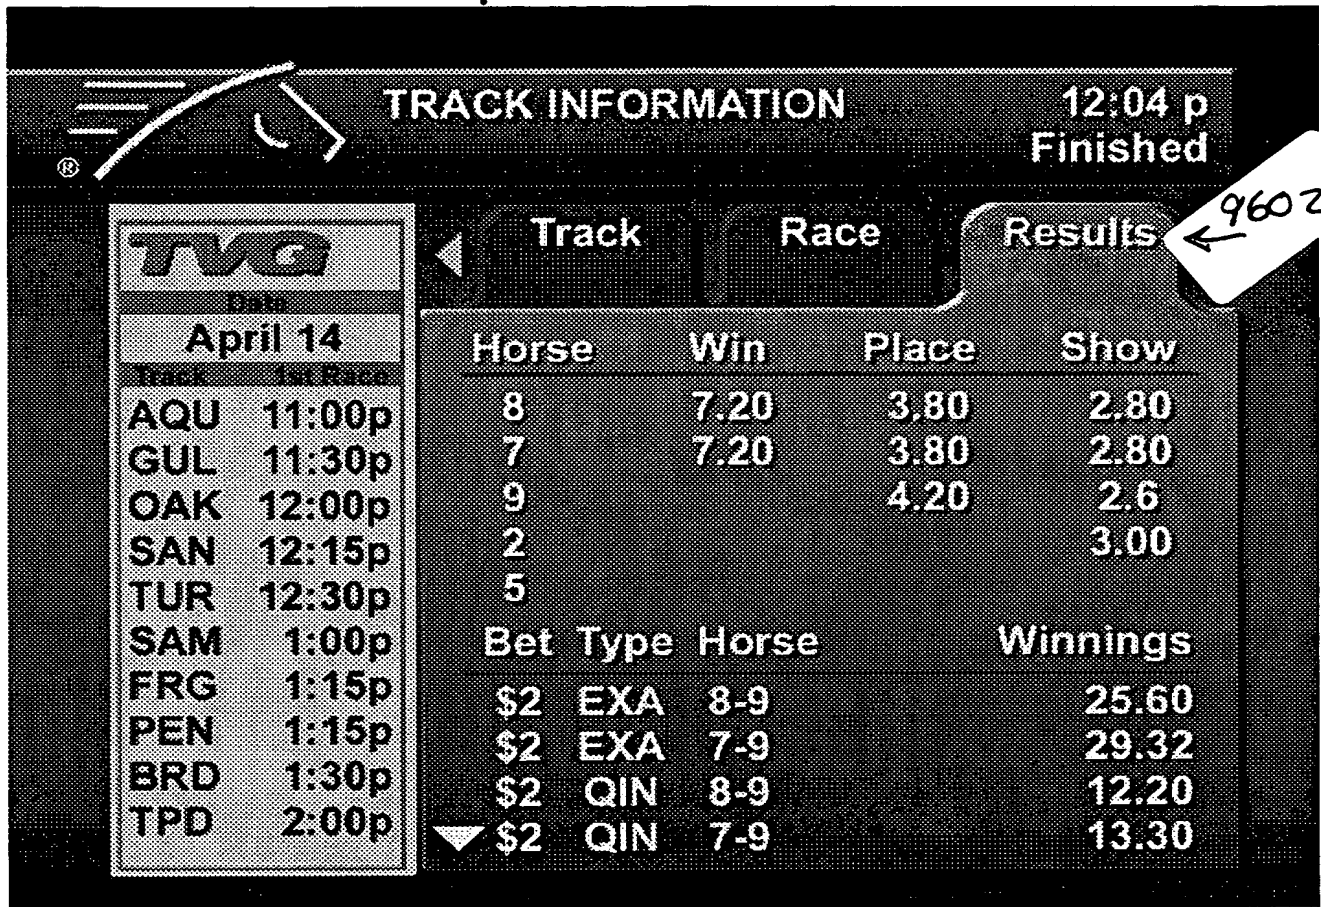 TRACK INFORMATION
12:04 p
Finished
®
9602
Track Race Results
TVG
Date
April 14
Track 1st Race
AQU 11:00p
GUL 11:30p
OAK 12:00p
SAN 12:15p
TUR 12:30p
SAM 1:00p
FRG 1:15p
PEN 1:15p
BRD 1:30p
TPD 2:00p
Horse Win Place Show
8 7.20 3.80 2.80
7 7.20 3.80 2.80
9 4.20 2.6
2 3.00
5
Bet Type Horse Winnings
$2 EXA 8-9 25.60
$2 EXA 7-9 29.32
$2 QIN 8-9 12.20
$2 QIN 7-9 13.30